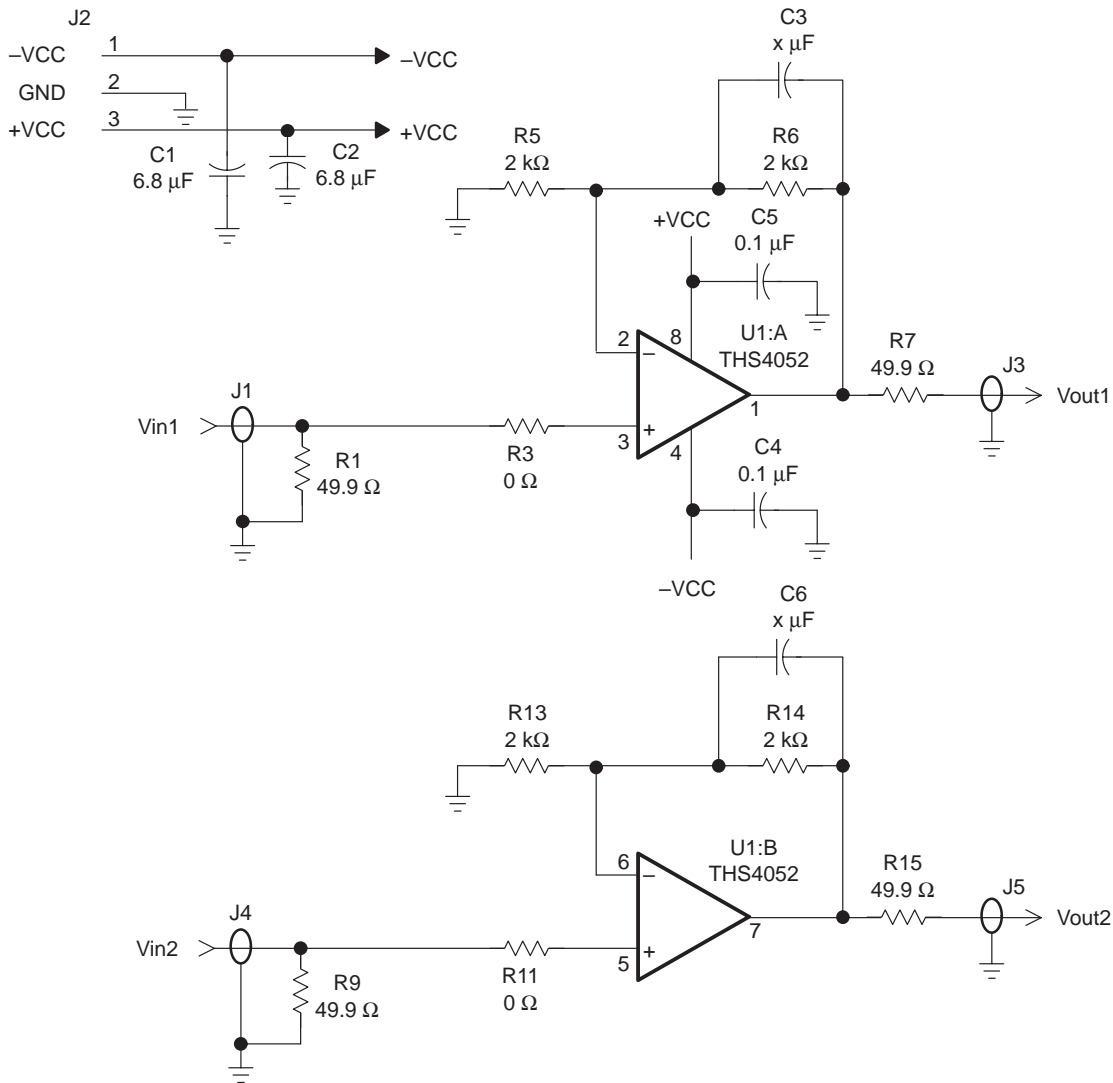 J2
–VCC 1 –VCC
GND 2
+VCC 3 +VCC
C1
6.8 µF
C2
6.8 µF
C3
x µF
R5
2 kΩ
R6
2 kΩ
+VCC
C5
0.1 µF
2
–
8
U1:A
THS4052
1
R7
49.9 Ω
J3
Vout1
J1
Vin1
R1
49.9 Ω
R3
0 Ω
3
+
4
C4
0.1 µF
–VCC
C6
x µF
R13
2 kΩ
R14
2 kΩ
6
–
U1:B
THS4052
7
R15
49.9 Ω
J5
Vout2
J4
Vin2
R9
49.9 Ω
R11
0 Ω
5
+